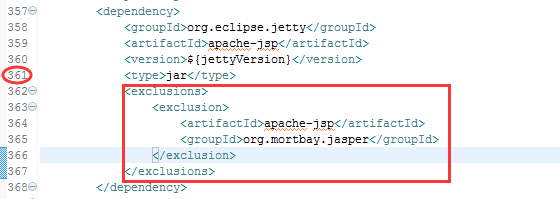 357 <dependency>
358 <groupId>org.eclipse.jetty</groupId>
359 <artifactId>apache-jsp</artifactId>
360 <version>${jettyVersion}</version>
361 <type>jar</type>
362 <exclusions>
363 <exclusion>
364 <artifactId>apache-jsp</artifactId>
365 <groupId>org.mortbay.jasper</groupId>
366 </exclusion>
367 </exclusions>
368 </dependency>